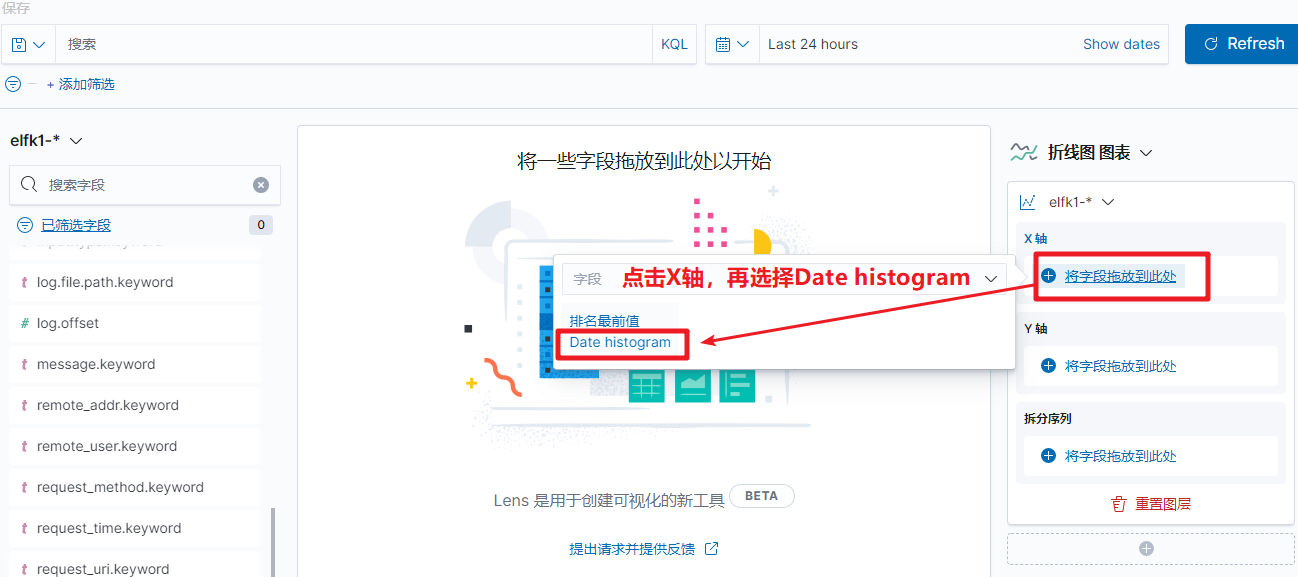 保存
搜索
KQL
Last 24 hours
Show dates
Refresh
+ 添加筛选
elfk1-*
搜索字段
已筛选字段
0
t log.file.path.keyword
# log.offset
t message.keyword
t remote_addr.keyword
t remote_user.keyword
t request_method.keyword
t request_time.keyword
t request_uri.keyword
将一些字段拖放到此处以开始
字段
点击X轴，再选择Date histogram
排名最前值
Date histogram
Lens 是用于创建可视化的新工具
BETA
提出请求并提供反馈
折线图 图表
elfk1-*
X 轴
将字段拖放到此处
Y 轴
将字段拖放到此处
拆分序列
将字段拖放到此处
重置图层